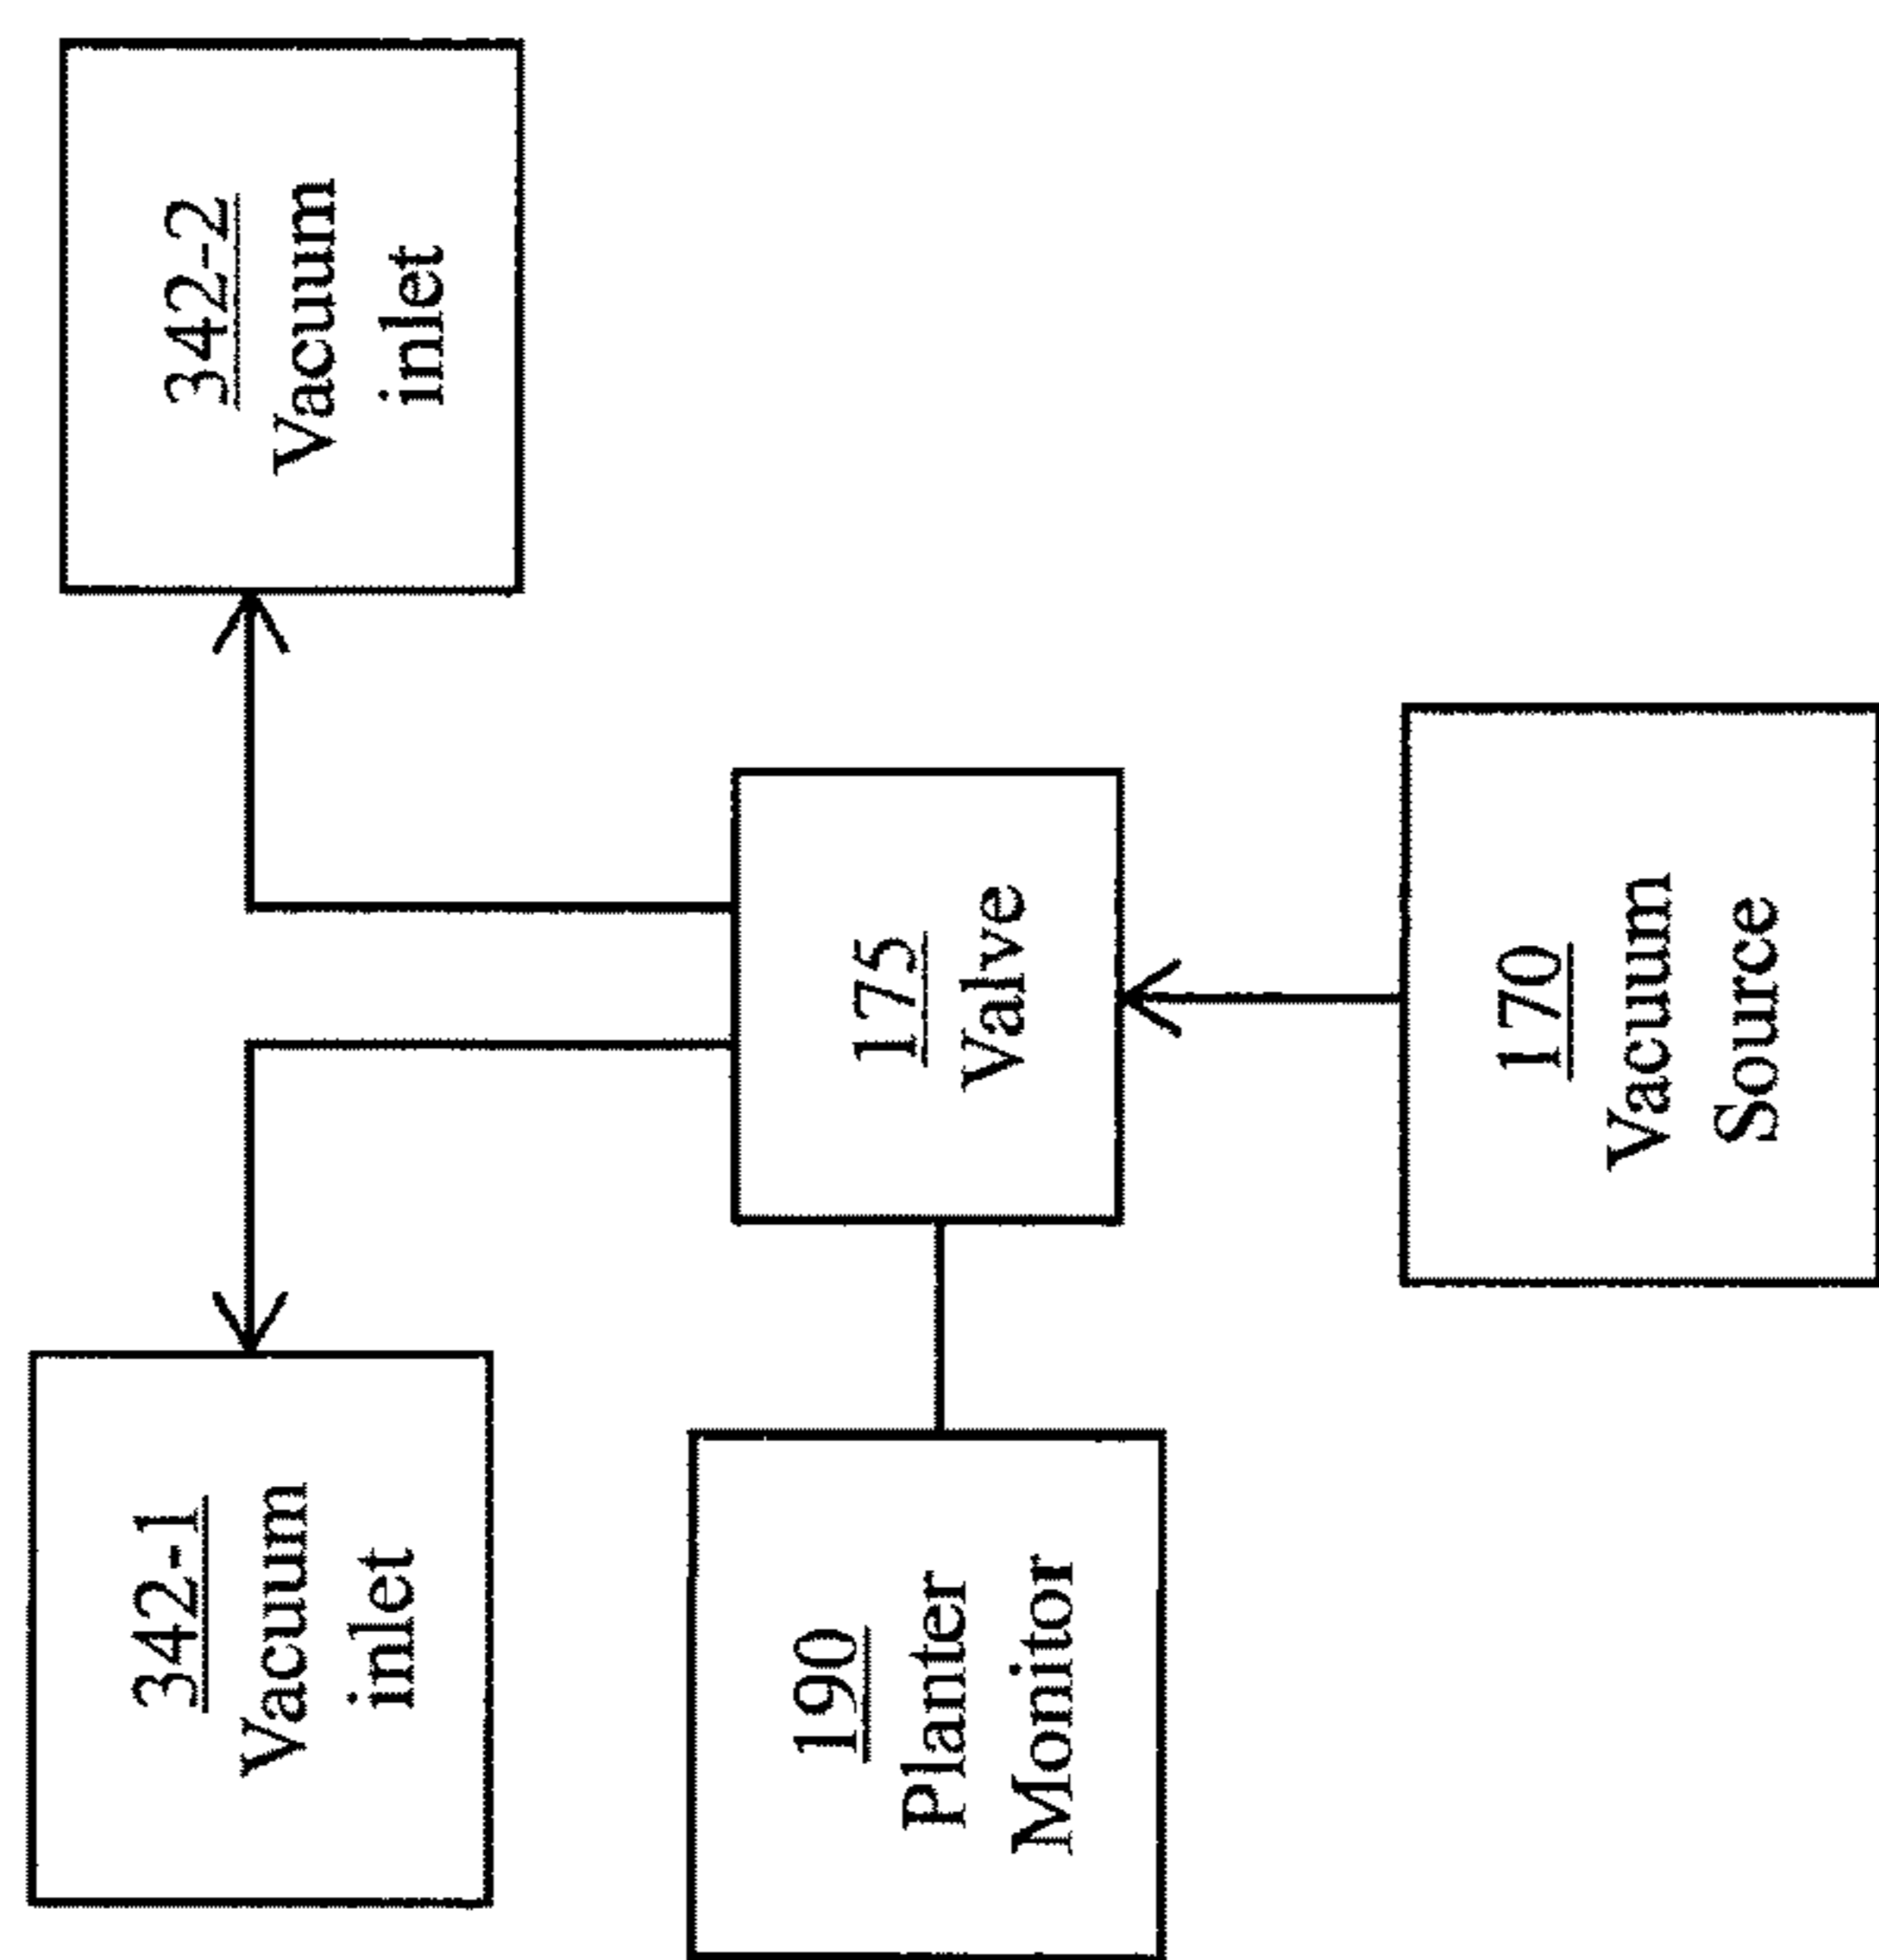 342-1
Vacuum
inlet
342-2
Vacuum
inlet
190
Planter
Monitor
175
Valve
170
Vacuum
Source